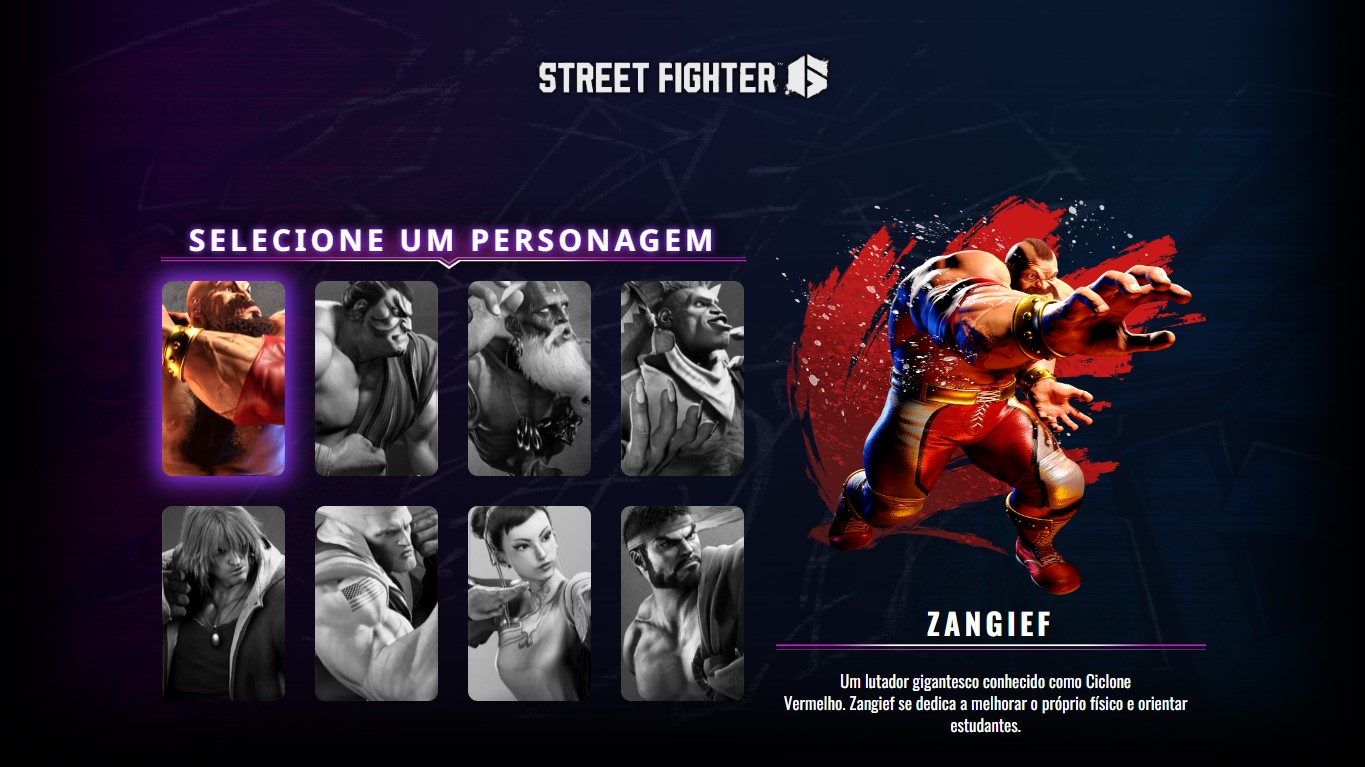 STREET FIGHTER 6
SELECIONE UM PERSONAGEM
ZANGIEF
Um lutador gigantesco conhecido como Ciclone
Vermelho. Zangief se dedica a melhorar o próprio físico e orientar
estudantes.